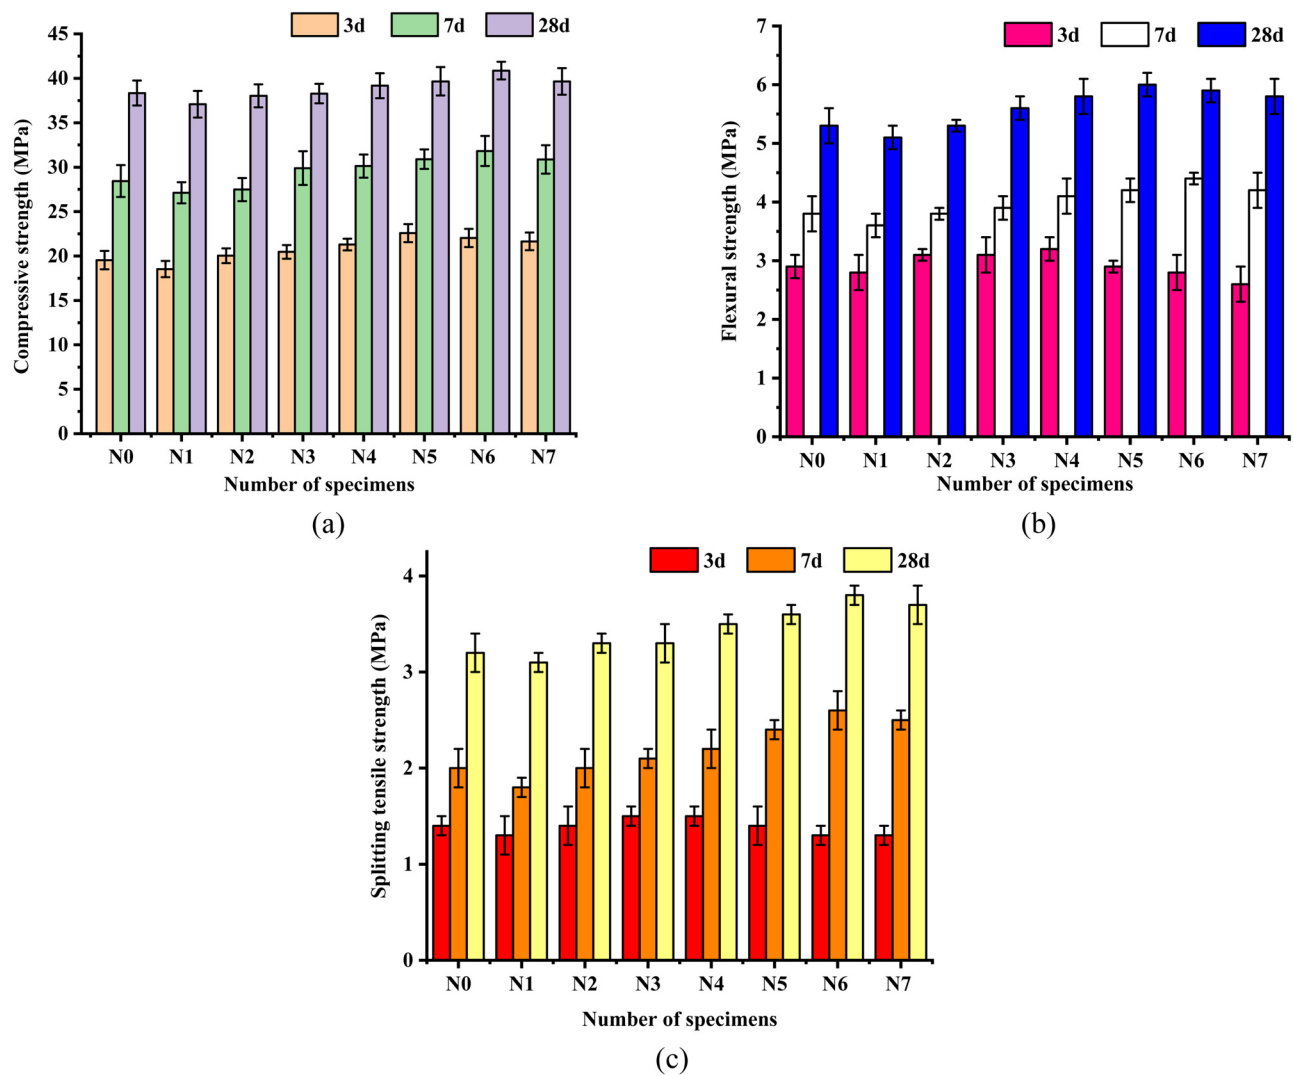 3d 7d 28d
Compressive strength (MPa)
45
40
35
30
25
20
15
10
5
0
N0 N1 N2 N3 N4 N5 N6 N7
Number of specimens
(a)
3d 7d 28d
Flexural strength (MPa)
7
6
5
4
3
2
1
0
N0 N1 N2 N3 N4 N5 N6 N7
Number of specimens
(b)
3d 7d 28d
Splitting tensile strength (MPa)
4
3
2
1
0
N0 N1 N2 N3 N4 N5 N6 N7
Number of specimens
(c)